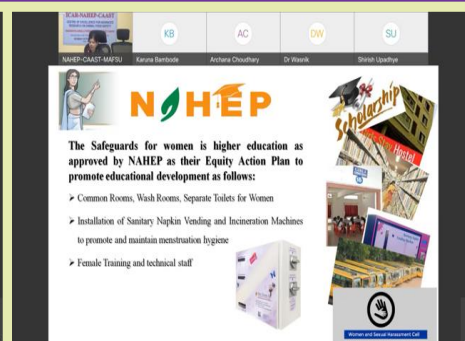 ICAR-NAHEP-CAAST
KB
AC
DW
SU
NAHEP-CAAST-MAFSU
Karuna Bambode
Archana Choudhary
Dr Wasnik
Shirish Upadhye
NAHEP
Scholarship
Hostel
The Safeguards for women is higher education as
approved by NAHEP as their Equity Action Plan to
promote educational development as follows:
➢ Common Rooms, Wash Rooms, Separate Toilets for Women
➢ Installation of Sanitary Napkin Vending and Incineration Machines
to promote and maintain menstruation hygiene
➢ Female Training and technical staff
Women and Sexual Harassment Cell